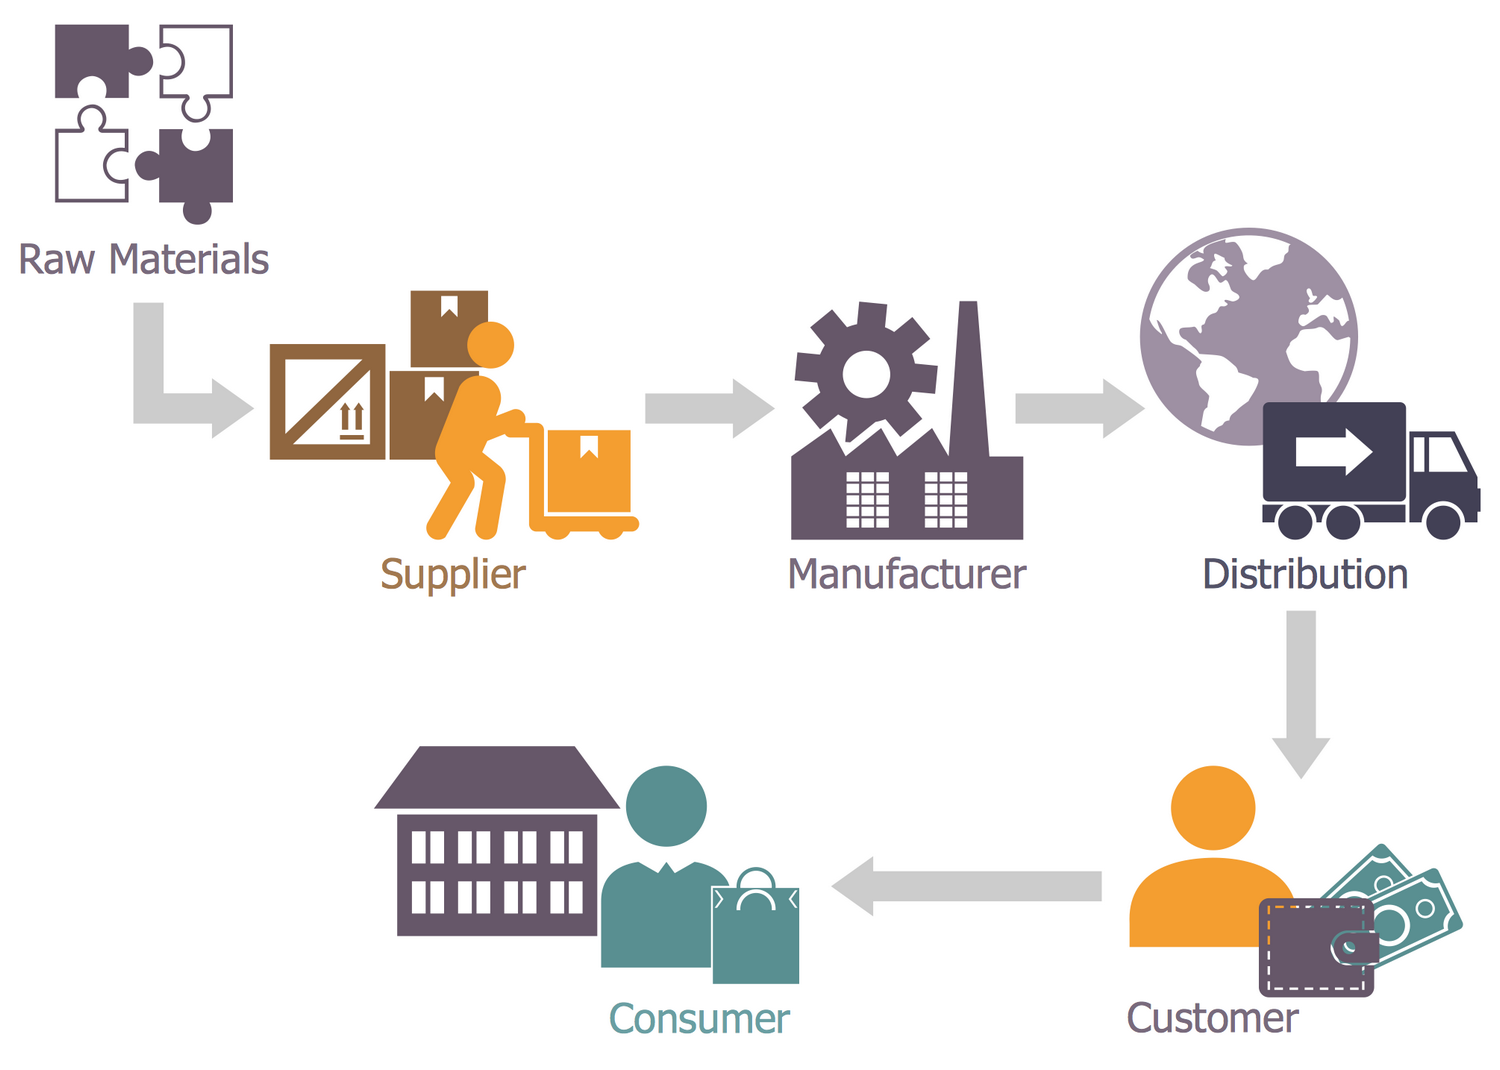 Raw Materials
Supplier
Manufacturer
Distribution
Consumer
Customer